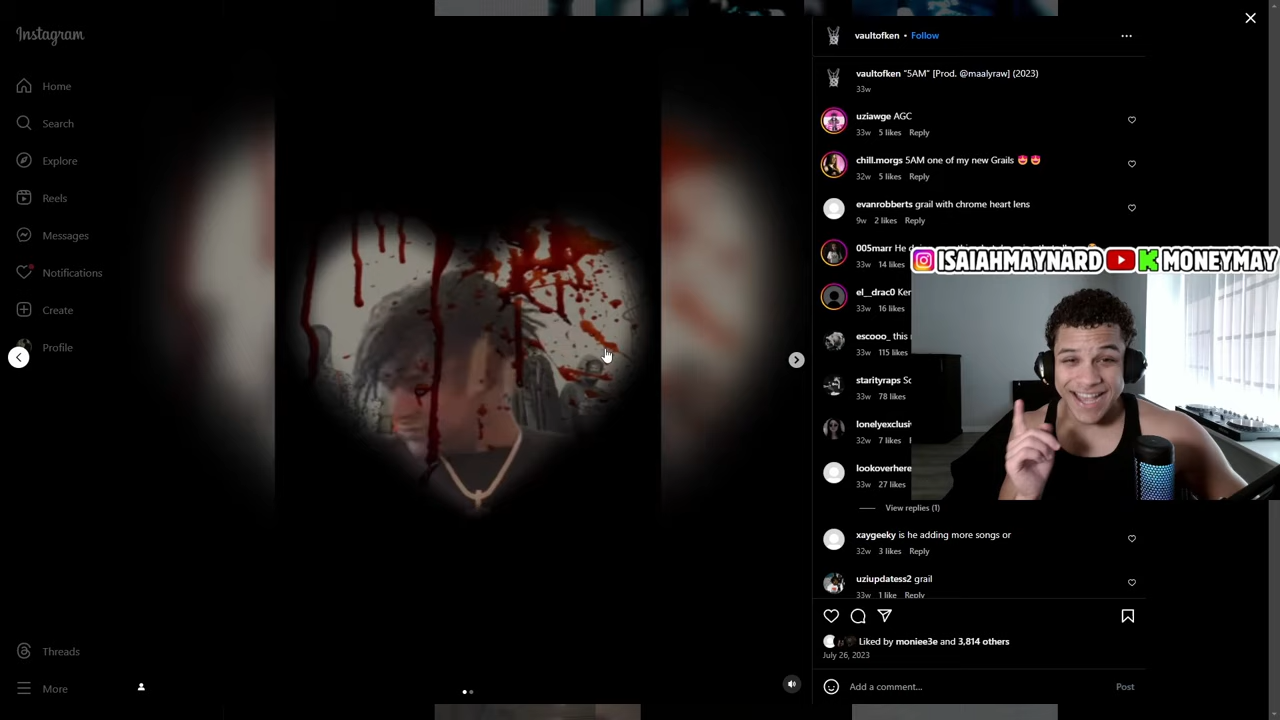 Instagram
Home
Search
Explore
Reels
Messages
Notifications
Create
Profile
Threads
More
vaultofken • Follow
vaultofken "5AM" [Prod. @maalyraw] (2023)
33w
uziawge AGC
33w 5 likes Reply
chill.morgs 5AM one of my new Grails 😍😍
32w 5 likes Reply
evanrobberts grail with chrome heart lens
9w 2 likes Reply
005marr He
33w 14 likes
el__drac0
33w 16 likes
escooo_ this
33w 115 likes
starityraps
33w 78 likes
lonelyexclusi
32w 7 likes
lookoverhere
33w 27 likes
View replies (1)
xaygeeky is he adding more songs or
32w 3 likes Reply
uziupdatess2 grail
33w 1 like Reply
Liked by moniee3e and 3,814 others
July 26, 2023
Add a comment... Post
ISAIAHMAYNARD K MONEYMAY